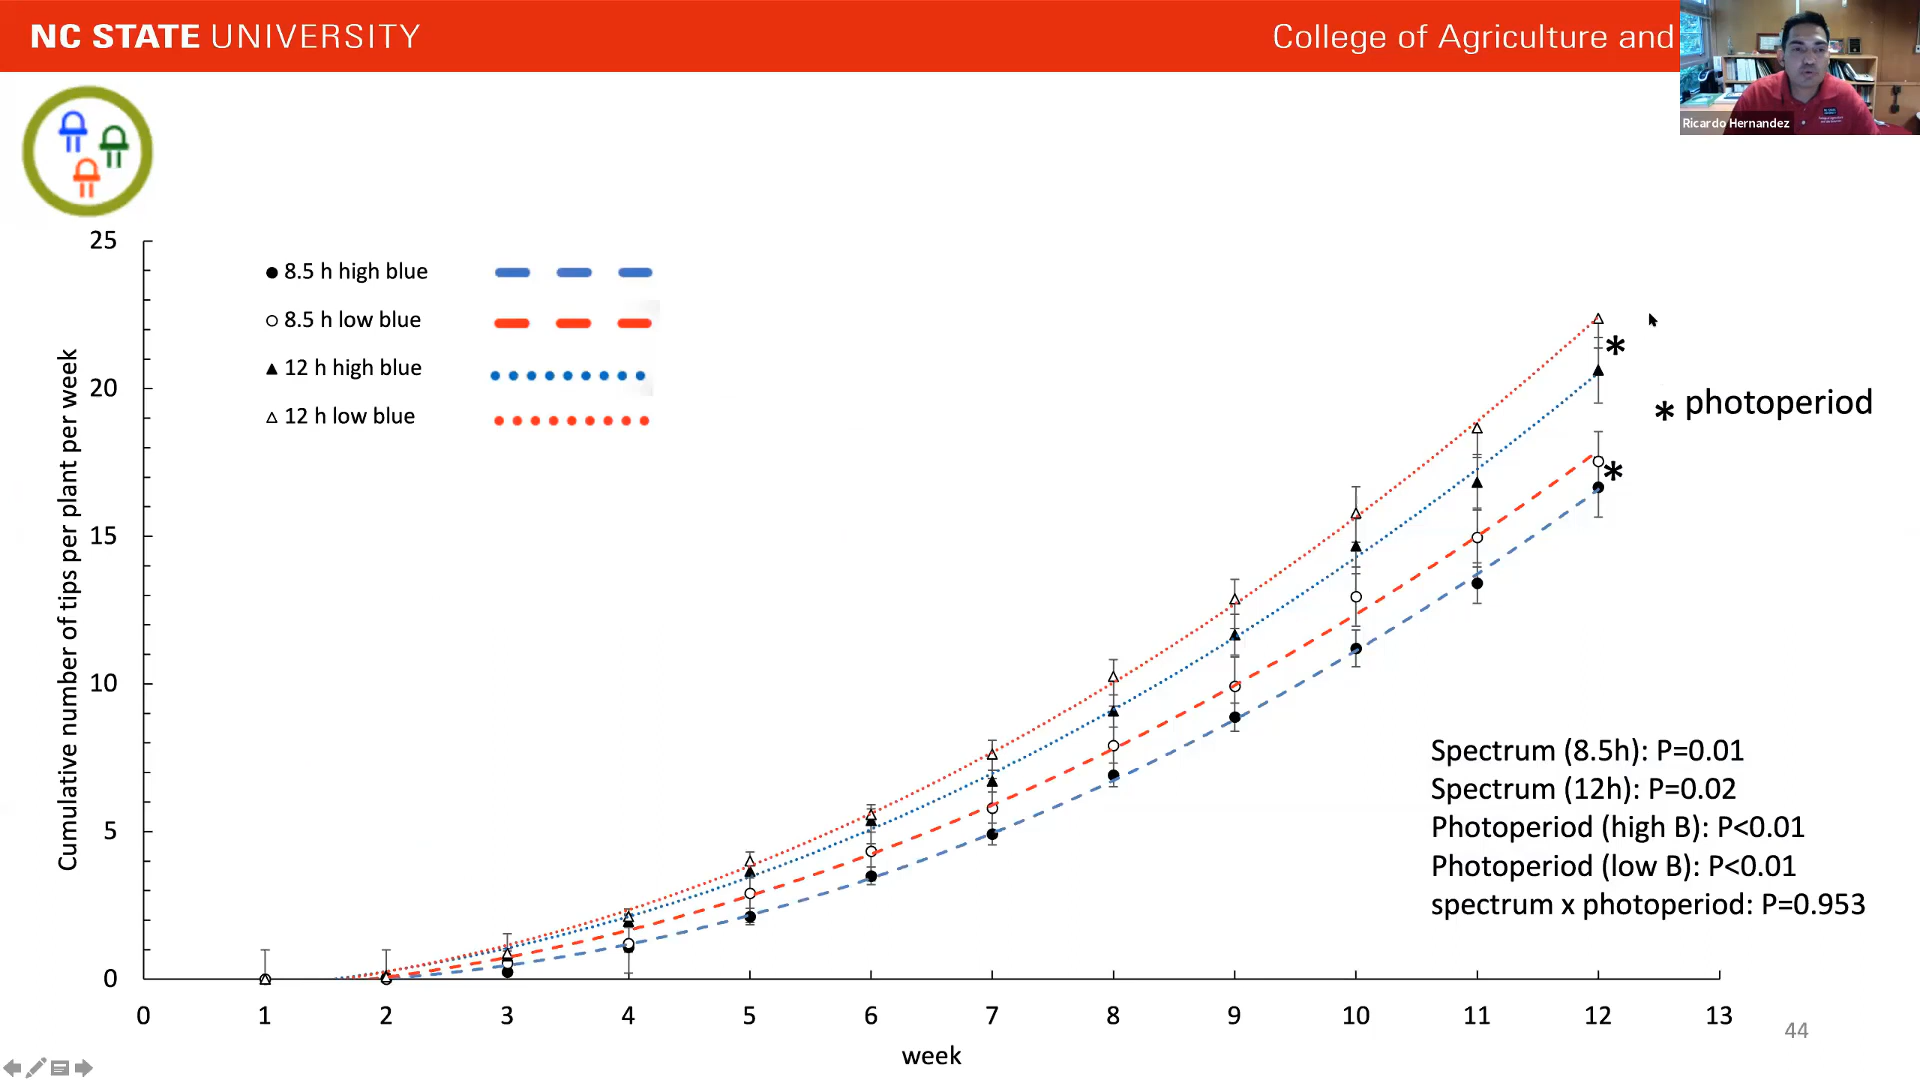 NC STATE UNIVERSITY
College of Agriculture and
Ricardo Hernandez
25
20
15
10
5
0
Cumulative number of tips per plant per week
8.5 h high blue
8.5 h low blue
12 h high blue
12 h low blue
*
* photoperiod
*
Spectrum (8.5h): P=0.01
Spectrum (12h): P=0.02
Photoperiod (high B): P<0.01
Photoperiod (low B): P<0.01
spectrum x photoperiod: P=0.953
0 1 2 3 4 5 6 7 8 9 10 11 12 13
week
44